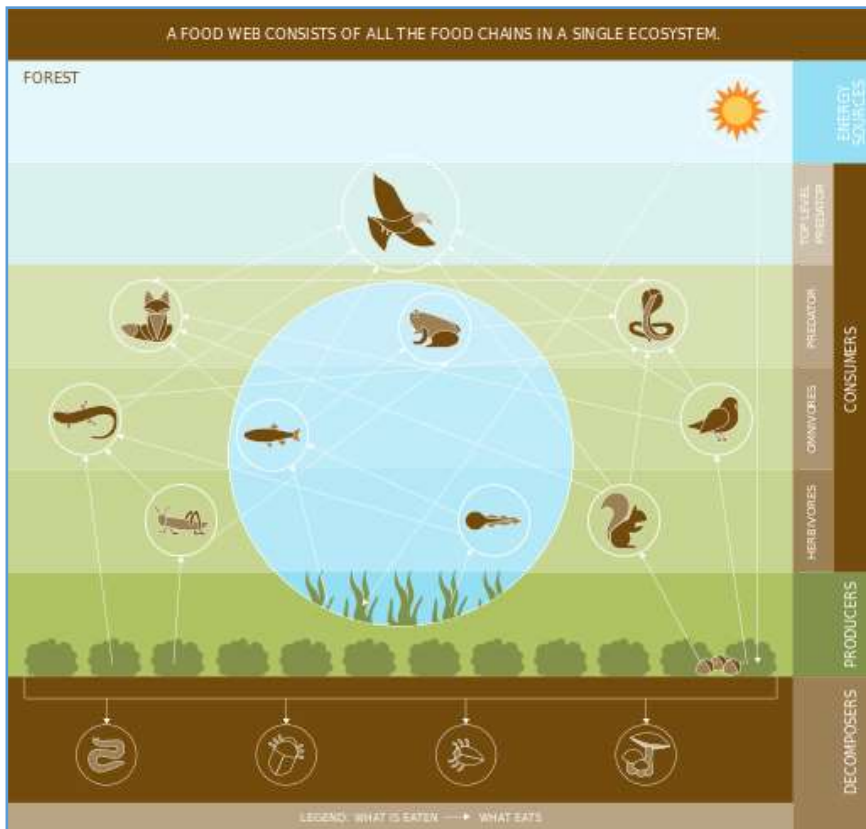 A FOOD WEB CONSISTS OF ALL THE FOOD CHAINS IN A SINGLE ECOSYSTEM.
FOREST
ENERGY
SOURCES
TOP LEVEL
PREDATOR
PREDATOR
OMNIVORES
HERBIVORES
CONSUMERS
PRODUCERS
DECOMPOSERS
LEGEND: WHAT IS EATEN WHAT EATS